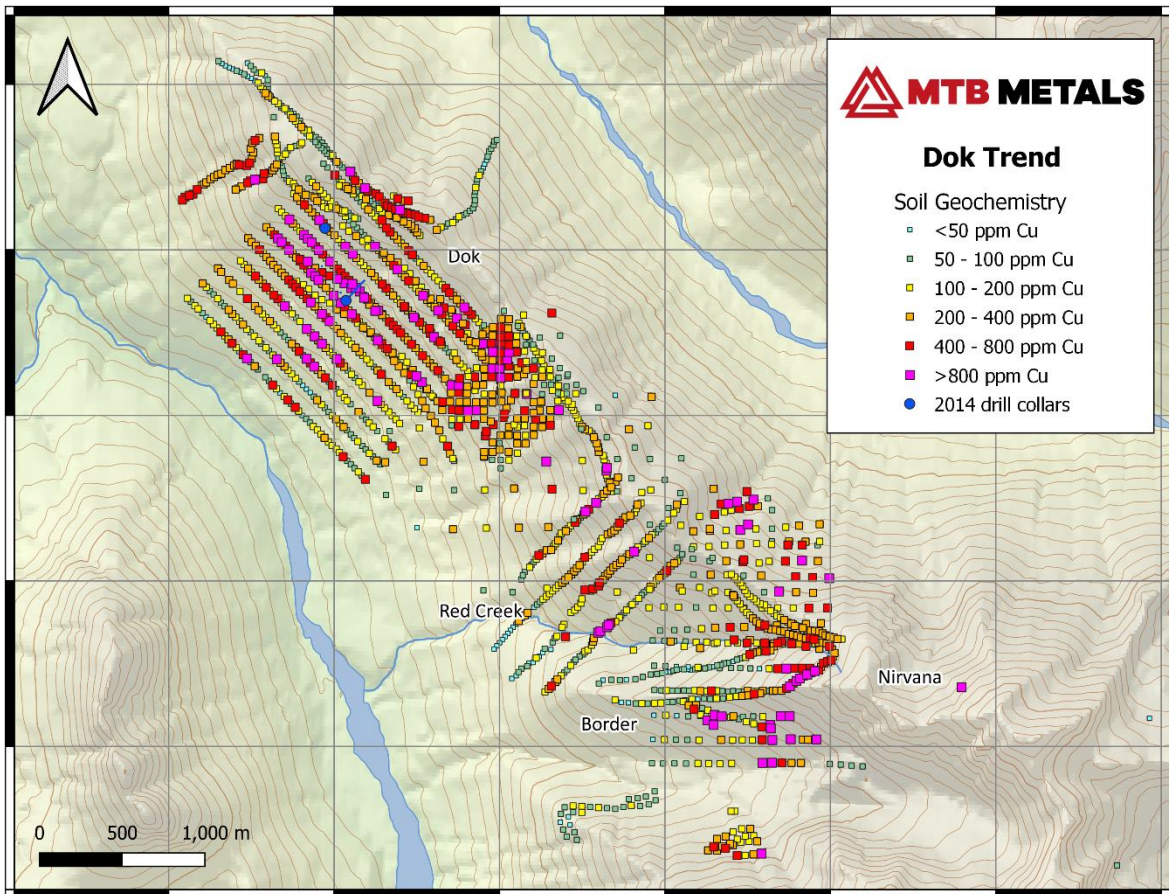 MTB METALS
Dok Trend
Soil Geochemistry
<50 ppm Cu
50 - 100 ppm Cu
100 - 200 ppm Cu
200 - 400 ppm Cu
400 - 800 ppm Cu
>800 ppm Cu
2014 drill collars
Dok
Red Creek
Nirvana
Border
0 500 1,000 m